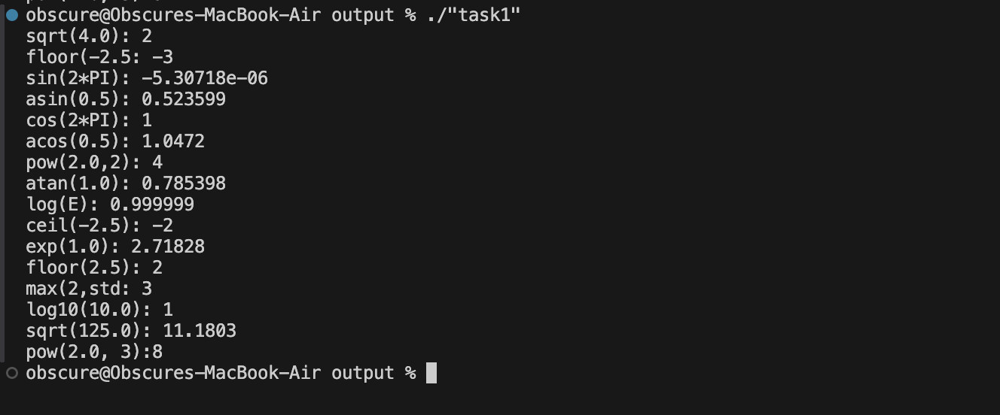 obscure@Obscures-MacBook-Air output % ./"task1"
sqrt(4.0): 2
floor(-2.5: -3
sin(2*PI): -5.30718e-06
asin(0.5): 0.523599
cos(2*PI): 1
acos(0.5): 1.0472
pow(2.0,2): 4
atan(1.0): 0.785398
log(E): 0.999999
ceil(-2.5): -2
exp(1.0): 2.71828
floor(2.5): 2
max(2,std: 3
log10(10.0): 1
sqrt(125.0): 11.1803
pow(2.0, 3):8
obscure@Obscures-MacBook-Air output %